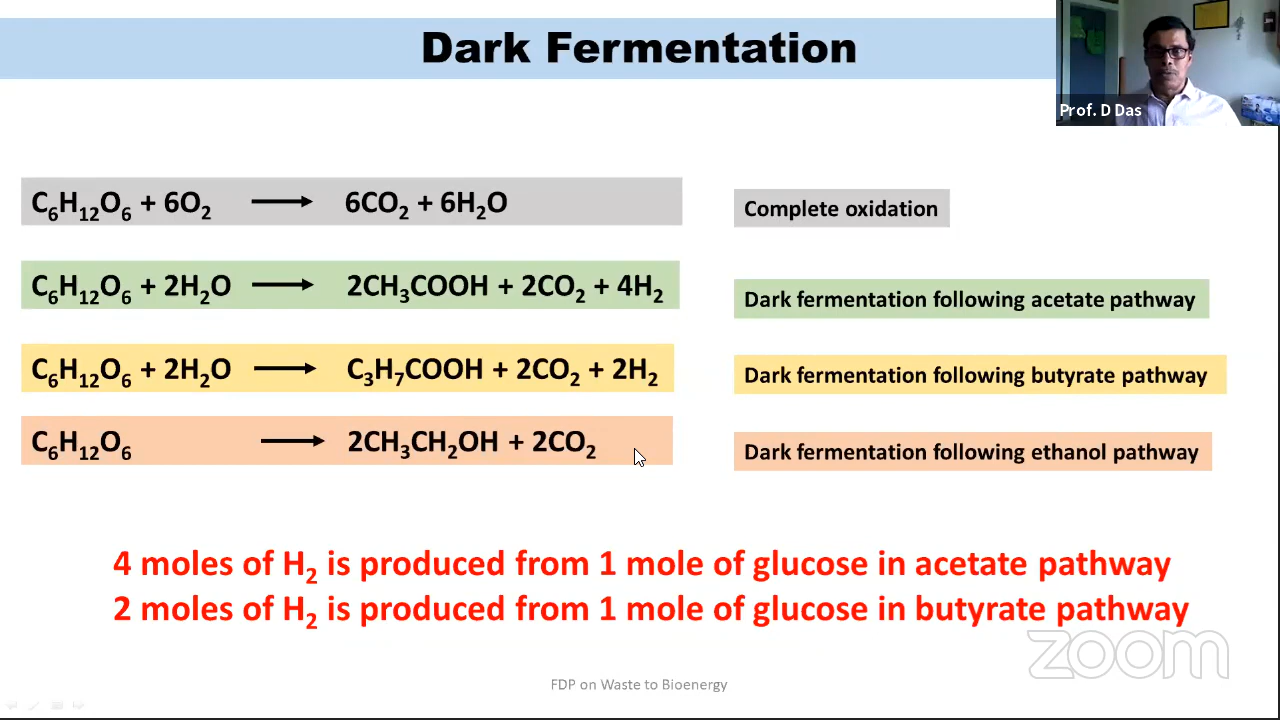 Dark Fermentation
Prof. D Das
C₆H₁₂O₆ + 6O₂ ⟶ 6CO₂ + 6H₂O
Complete oxidation
C₆H₁₂O₆ + 2H₂O ⟶ 2CH₃COOH + 2CO₂ + 4H₂
Dark fermentation following acetate pathway
C₆H₁₂O₆ + 2H₂O ⟶ C₃H₇COOH + 2CO₂ + 2H₂
Dark fermentation following butyrate pathway
C₆H₁₂O₆ ⟶ 2CH₃CH₂OH + 2CO₂
Dark fermentation following ethanol pathway
4 moles of H₂ is produced from 1 mole of glucose in acetate pathway
2 moles of H₂ is produced from 1 mole of glucose in butyrate pathway
zoom
FDP on Waste to Bioenergy